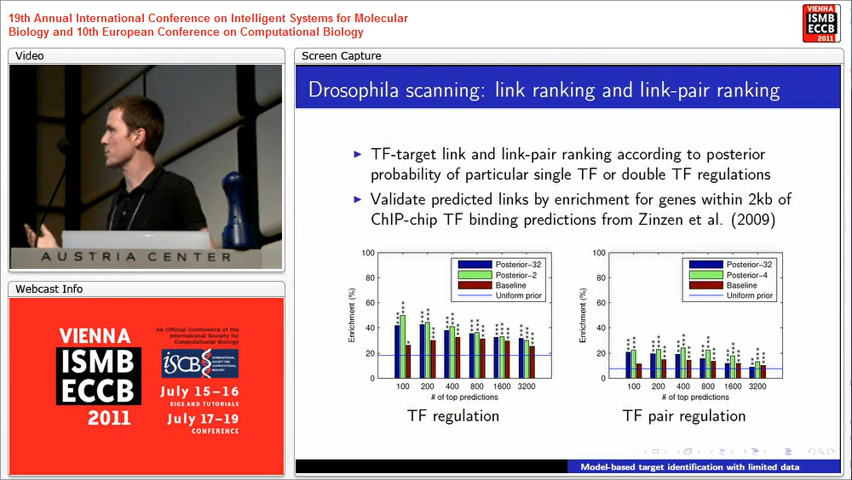 19th Annual International Conference on Intelligent Systems for Molecular
Biology and 10th European Conference on Computational Biology
VIENNA
ISMB
ECCB
2011
Video
Screen Capture
AUSTRIA CENTER
Webcast Info
VIENNA
ISMB
ECCB
2011
An Official Conference of the
International Society for
Computational Biology
ISCB
INTERNATIONAL
SOCIETY FOR
COMPUTATIONAL
BIOLOGY
July 15–16
SIGS AND TUTORIALS
July 17–19
CONFERENCE
Drosophila scanning: link ranking and link-pair ranking
TF-target link and link-pair ranking according to posterior
probability of particular single TF or double TF regulations
Validate predicted links by enrichment for genes within 2kb of
ChIP-chip TF binding predictions from Zinzen et al. (2009)
Enrichment (%)
100
80
60
40
20
0
Posterior-32
Posterior-2
Baseline
Uniform prior
100 200 400 800 1600 3200
# of top predictions
TF regulation
Enrichment (%)
100
80
60
40
20
0
Posterior-32
Posterior-4
Baseline
Uniform prior
100 200 400 800 1600 3200
# of top predictions
TF pair regulation
Model-based target identification with limited data